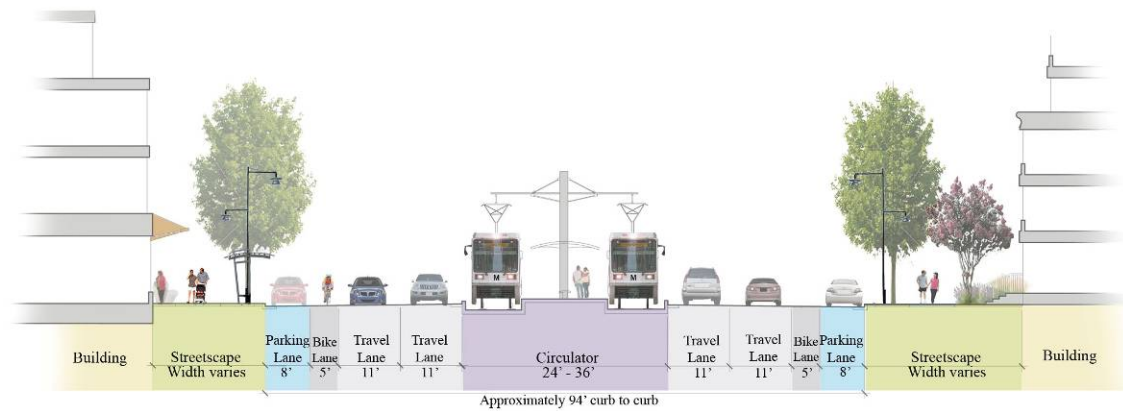 M
M
Building
Streetscape
Width varies
Parking
Lane
8'
Bike
Lane
5'
Travel
Lane
11'
Travel
Lane
11'
Circulator
24' - 36'
Travel
Lane
11'
Travel
Lane
11'
Bike
Lane
5'
Parking
Lane
8'
Streetscape
Width varies
Building
Approximately 94' curb to curb